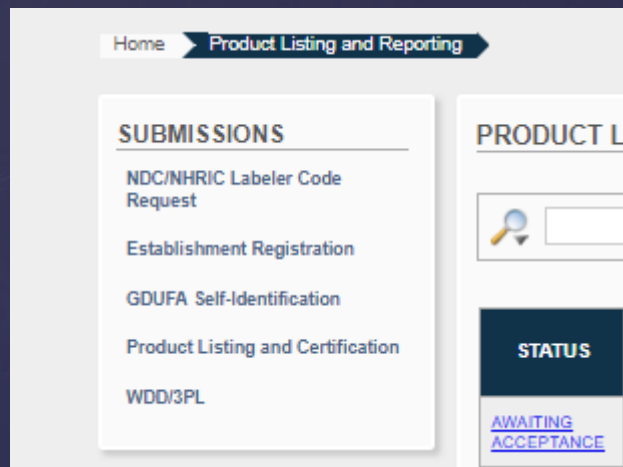 Home
Product Listing and Reporting
SUBMISSIONS
NDC/NHRIC Labeler Code
Request
Establishment Registration
GDUFA Self-Identification
Product Listing and Certification
WDD/3PL
PRODUCT L
STATUS
AWAITING
ACCEPTANCE